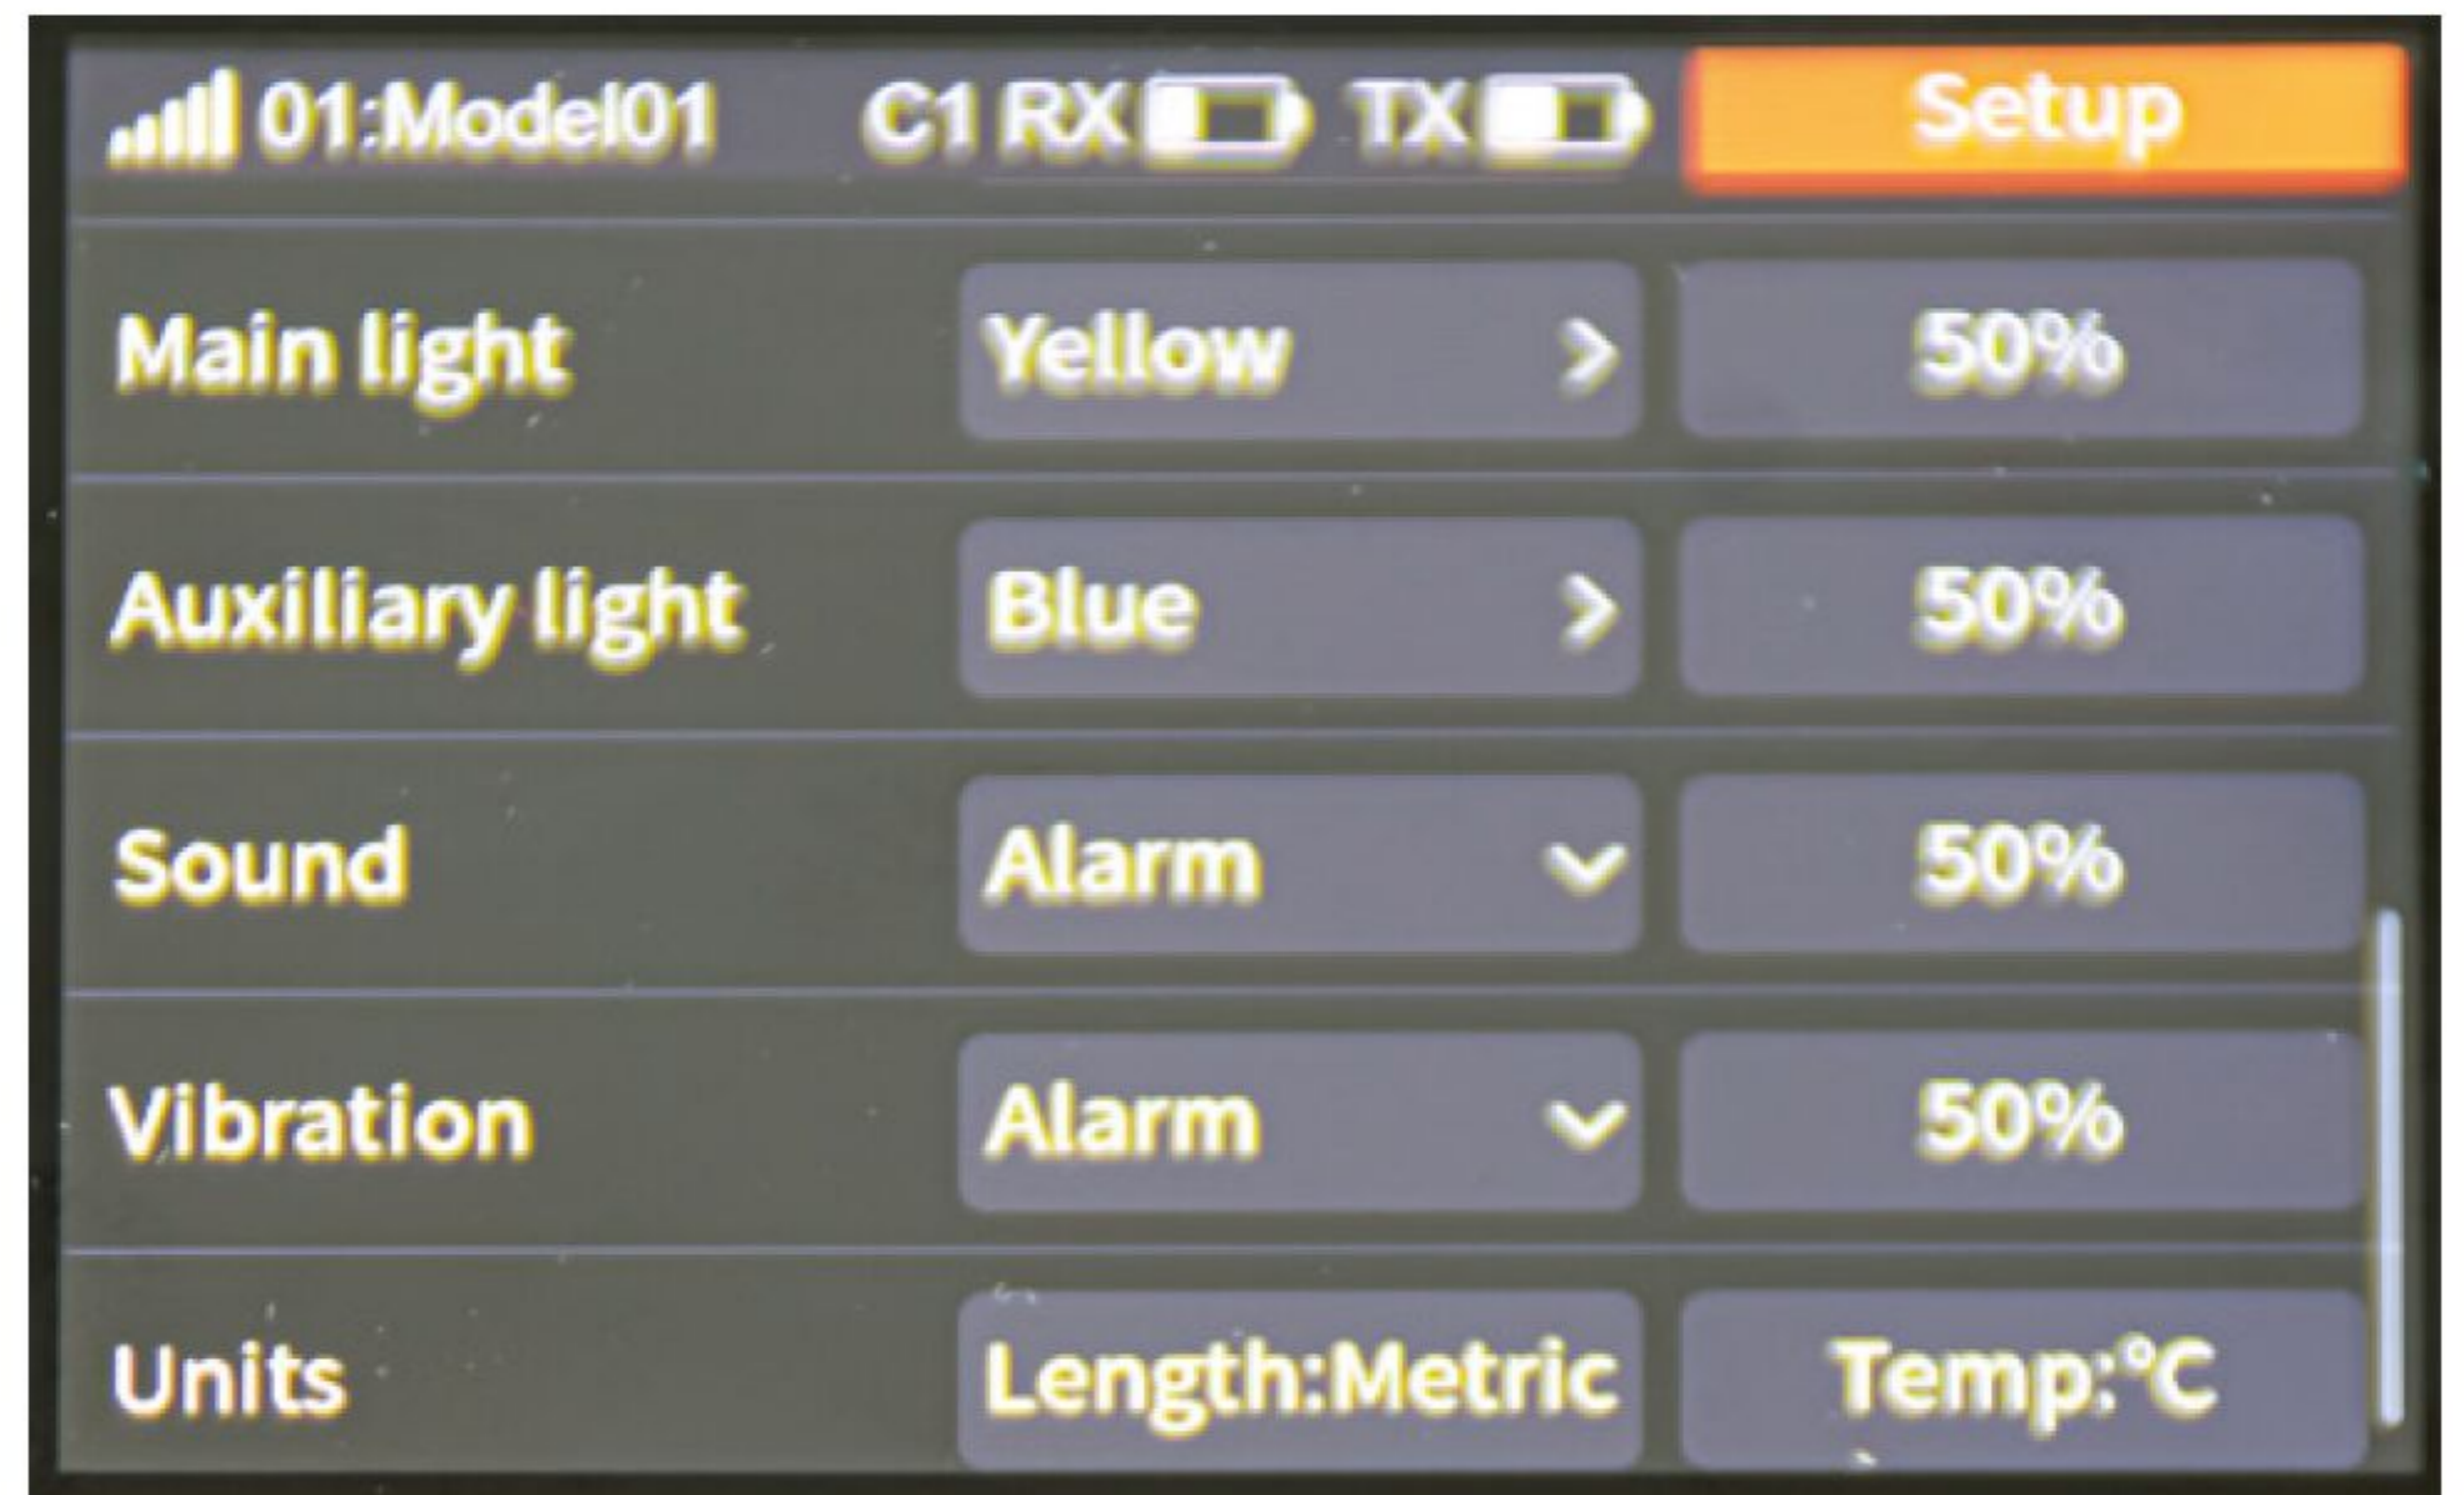 01:Model01 C1 RX TX Setup
Main light Yellow > 50%
Auxiliary light Blue > 50%
Sound Alarm 50%
Vibration Alarm 50%
Units Length:Metric Temp:°C